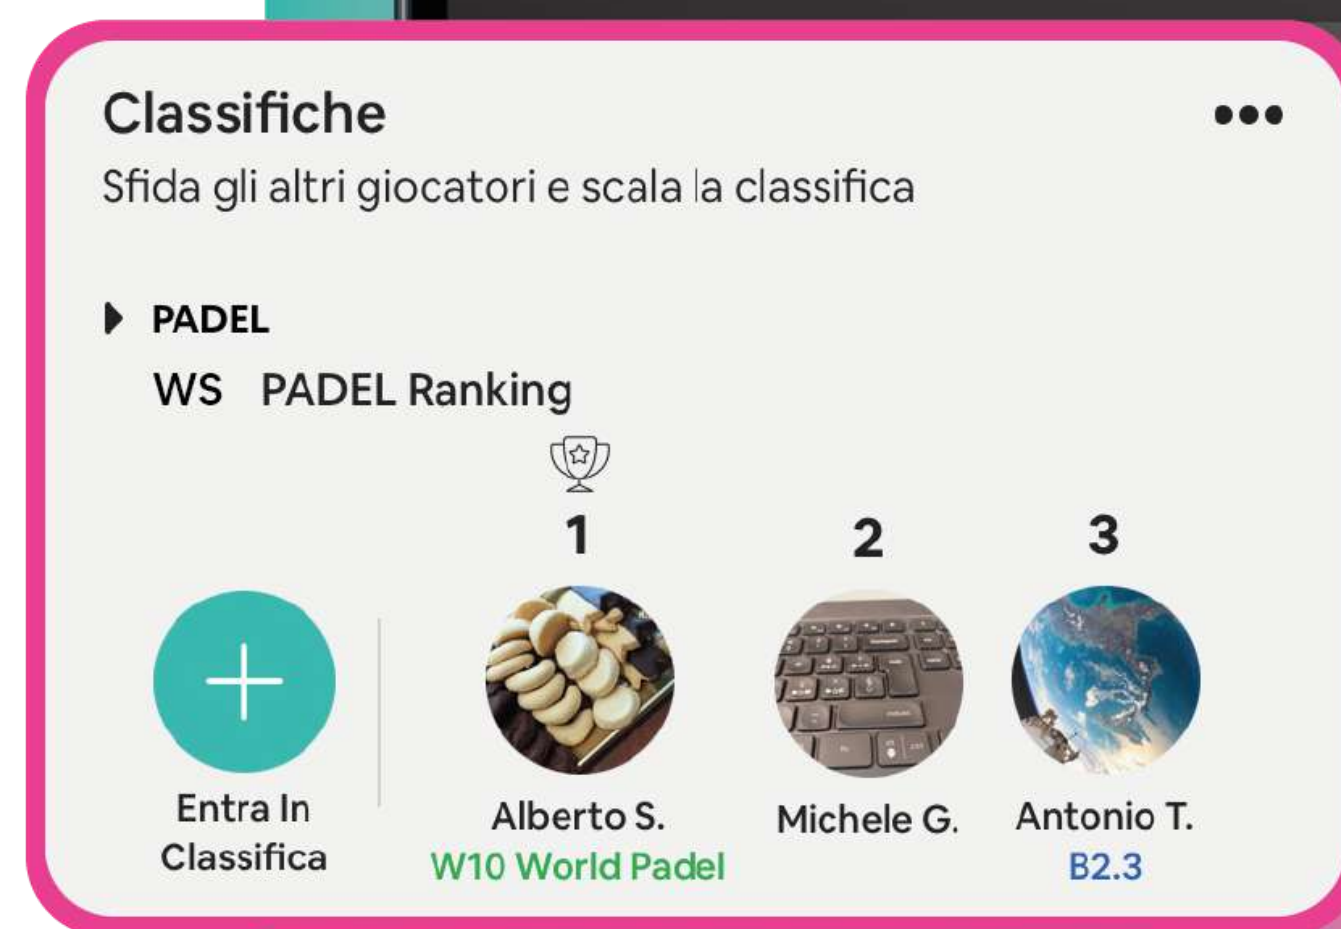 Classifiche
Sfida gli altri giocatori e scala la classifica
PADEL
WS PADEL Ranking
1 2 3
Entra In
Classifica
Alberto S.
W10 World Padel
Michele G.
Antonio T.
B2.3